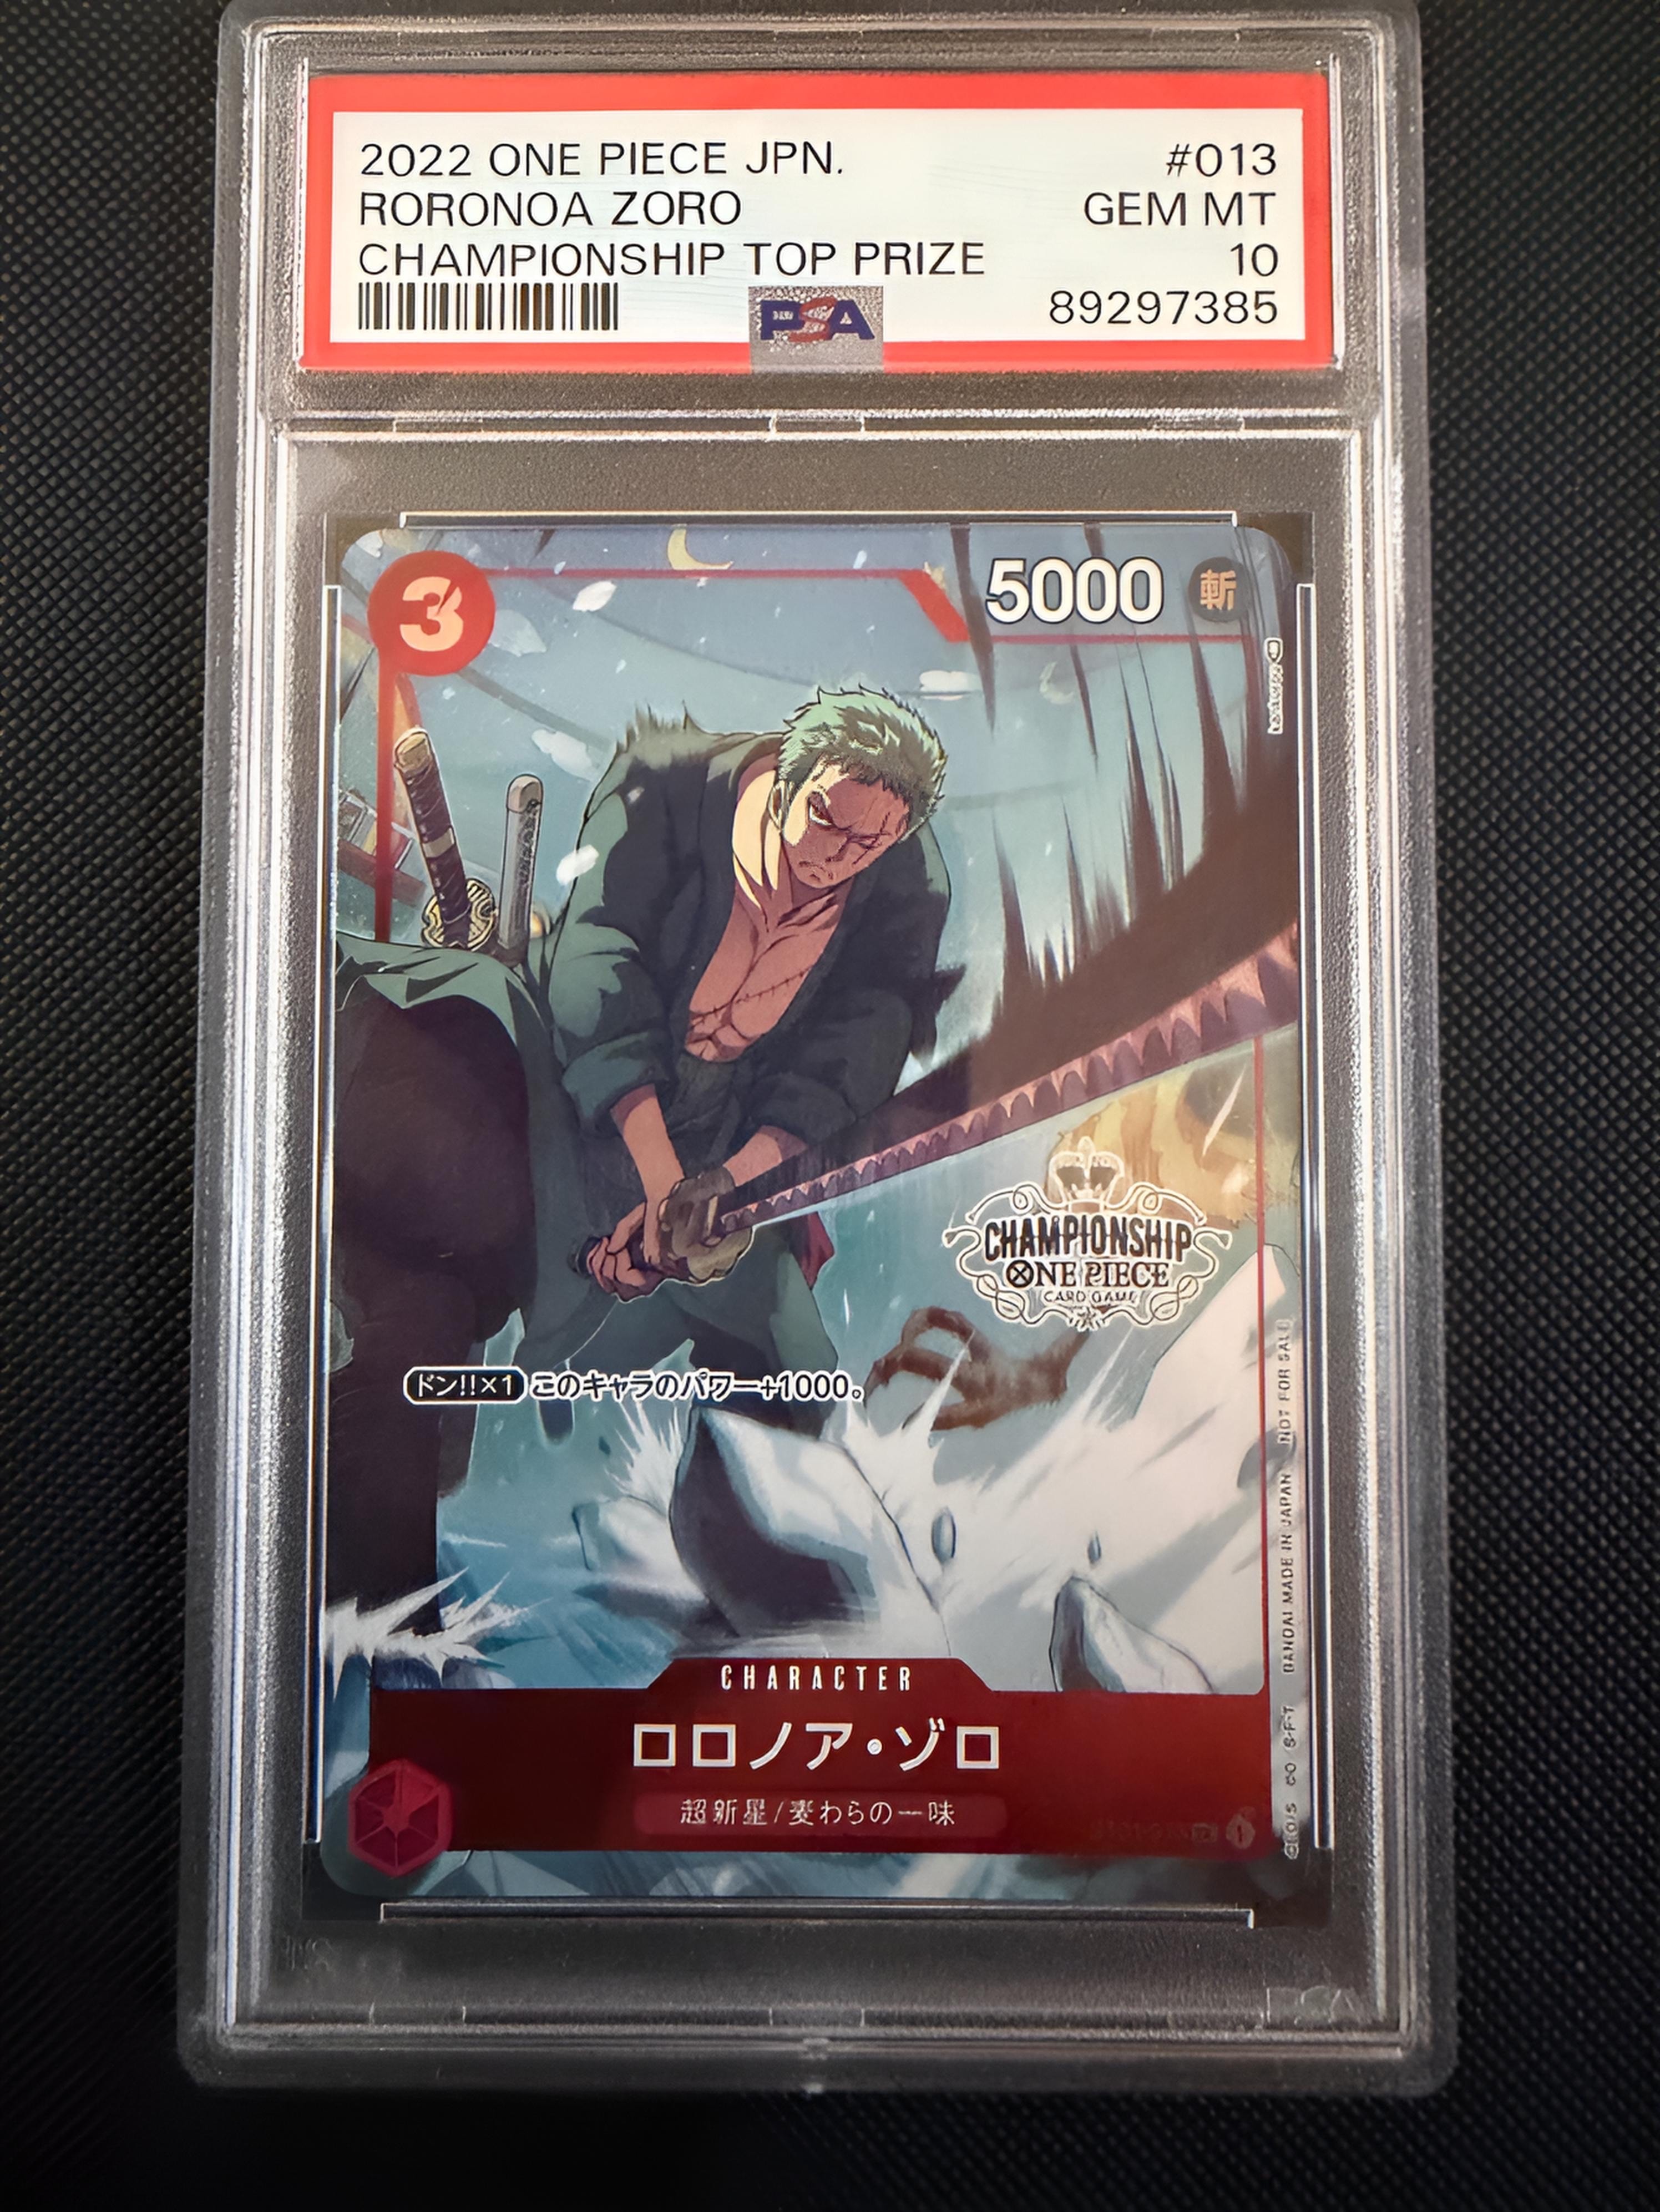 2022 ONE PIECE JPN. #013
RORONOA ZORO GEM MT
CHAMPIONSHIP TOP PRIZE 10
PSA 89297385
3 5000 斬
CHAMPIONSHIP
ONE PIECE
CARD GAME
ドン!!×1 このキャラのパワー+1000。
BANDAI MADE IN JAPAN NOT FOR SALE
CHARACTER
ロロノア・ゾロ
超新星/麦わらの一味
1